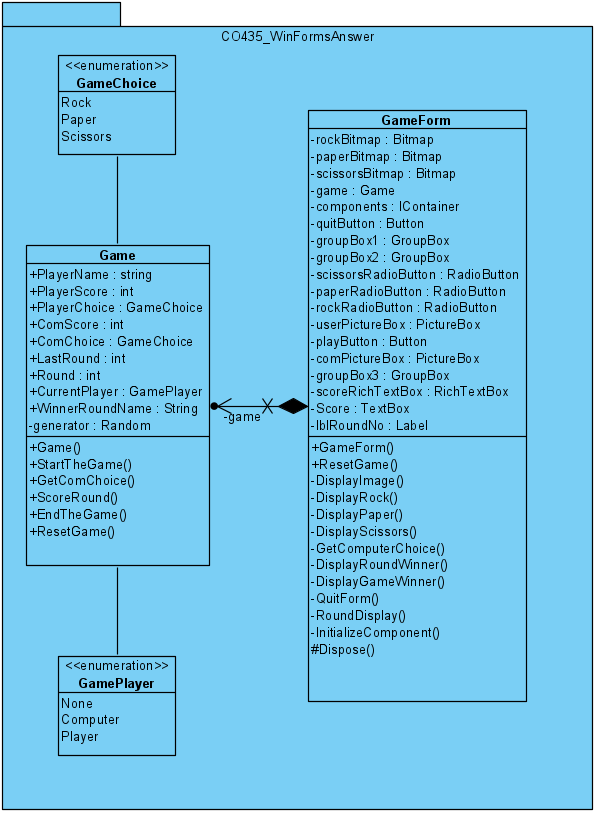 CO435_WinFormsAnswer
<<enumeration>>
GameChoice
Rock
Paper
Scissors
Game
+PlayerName : string
+PlayerScore : int
+PlayerChoice : GameChoice
+ComScore : int
+ComChoice : GameChoice
+LastRound : int
+Round : int
+CurrentPlayer : GamePlayer
+WinnerRoundName : String
-generator : Random
+Game()
+StartTheGame()
+GetComChoice()
+ScoreRound()
+EndTheGame()
+ResetGame()
-game
GameForm
-rockBitmap : Bitmap
-paperBitmap : Bitmap
-scissorsBitmap : Bitmap
-game : Game
-components : IContainer
-quitButton : Button
-groupBox1 : GroupBox
-groupBox2 : GroupBox
-scissorsRadioButton : RadioButton
-paperRadioButton : RadioButton
-rockRadioButton : RadioButton
-userPictureBox : PictureBox
-playButton : Button
-comPictureBox : PictureBox
-groupBox3 : GroupBox
-scoreRichTextBox : RichTextBox
-Score : TextBox
-lblRoundNo : Label
+GameForm()
+ResetGame()
-DisplayImage()
-DisplayRock()
-DisplayPaper()
-DisplayScissors()
-GetComputerChoice()
-DisplayRoundWinner()
-DisplayGameWinner()
-QuitForm()
-RoundDisplay()
-InitializeComponent()
#Dispose()
<<enumeration>>
GamePlayer
None
Computer
Player